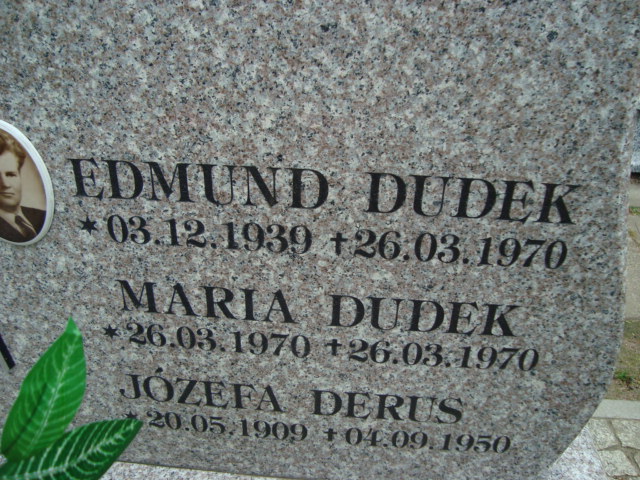 EDMUND DUDEK
*03.12.1939 †26.03.1970
MARIA DUDEK
*26.03.1970 †26.03.1970
JÓZEFA DERUS
*20.05.1909 †04.09.1950